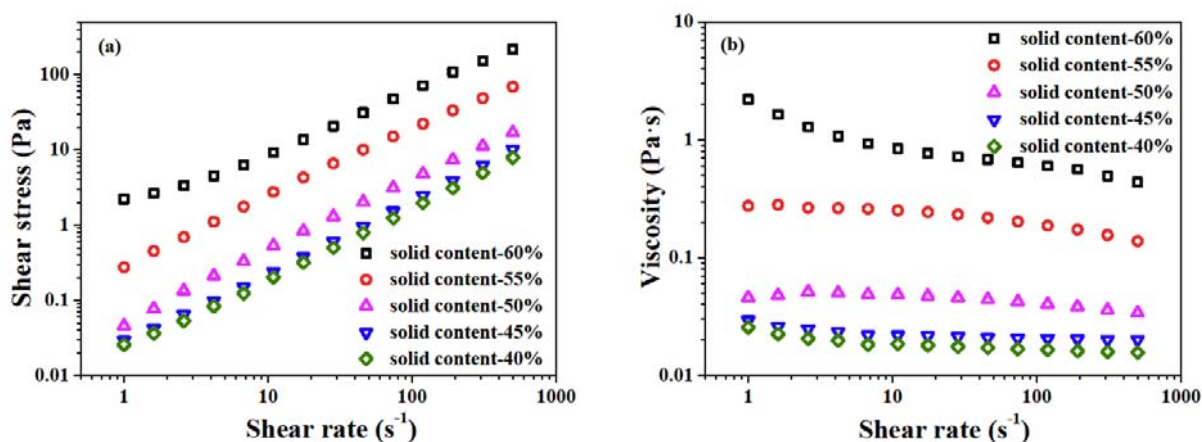 (a)
Shear stress (Pa)
100
10
1
0.1
0.01
solid content-60%
solid content-55%
solid content-50%
solid content-45%
solid content-40%
1 10 100 1000
Shear rate (s⁻¹)
(b)
Viscosity (Pa·s)
10
1
0.1
0.01
solid content-60%
solid content-55%
solid content-50%
solid content-45%
solid content-40%
1 10 100 1000
Shear rate (s⁻¹)